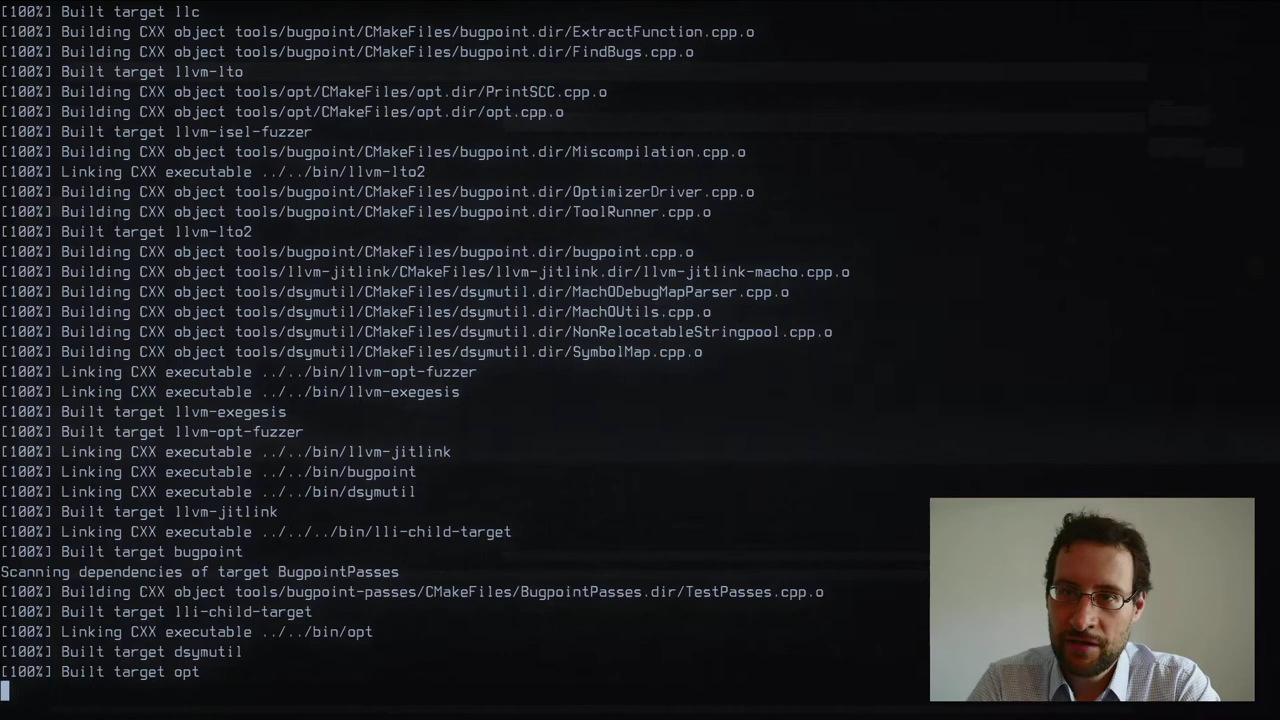 [100%] Built target llc
[100%] Building CXX object tools/bugpoint/CMakeFiles/bugpoint.dir/ExtractFunction.cpp.o
[100%] Building CXX object tools/bugpoint/CMakeFiles/bugpoint.dir/FindBugs.cpp.o
[100%] Built target llvm-lto
[100%] Building CXX object tools/opt/CMakeFiles/opt.dir/PrintSCC.cpp.o
[100%] Building CXX object tools/opt/CMakeFiles/opt.dir/opt.cpp.o
[100%] Built target llvm-isel-fuzzer
[100%] Building CXX object tools/bugpoint/CMakeFiles/bugpoint.dir/Miscompilation.cpp.o
[100%] Linking CXX executable ../../bin/llvm-lto2
[100%] Building CXX object tools/bugpoint/CMakeFiles/bugpoint.dir/OptimizerDriver.cpp.o
[100%] Building CXX object tools/bugpoint/CMakeFiles/bugpoint.dir/ToolRunner.cpp.o
[100%] Built target llvm-lto2
[100%] Building CXX object tools/bugpoint/CMakeFiles/bugpoint.dir/bugpoint.cpp.o
[100%] Building CXX object tools/llvm-jitlink/CMakeFiles/llvm-jitlink.dir/llvm-jitlink-macho.cpp.o
[100%] Building CXX object tools/dsymutil/CMakeFiles/dsymutil.dir/MachODebugMapParser.cpp.o
[100%] Building CXX object tools/dsymutil/CMakeFiles/dsymutil.dir/MachOUtils.cpp.o
[100%] Building CXX object tools/dsymutil/CMakeFiles/dsymutil.dir/NonRelocatableStringpool.cpp.o
[100%] Building CXX object tools/dsymutil/CMakeFiles/dsymutil.dir/SymbolMap.cpp.o
[100%] Linking CXX executable ../../bin/llvm-opt-fuzzer
[100%] Linking CXX executable ../../bin/llvm-exegesis
[100%] Built target llvm-exegesis
[100%] Built target llvm-opt-fuzzer
[100%] Linking CXX executable ../../bin/llvm-jitlink
[100%] Linking CXX executable ../../bin/bugpoint
[100%] Linking CXX executable ../../bin/dsymutil
[100%] Built target llvm-jitlink
[100%] Linking CXX executable ../../../bin/lli-child-target
[100%] Built target bugpoint
Scanning dependencies of target BugpointPasses
[100%] Building CXX object tools/bugpoint-passes/CMakeFiles/BugpointPasses.dir/TestPasses.cpp.o
[100%] Built target lli-child-target
[100%] Linking CXX executable ../../bin/opt
[100%] Built target dsymutil
[100%] Built target opt